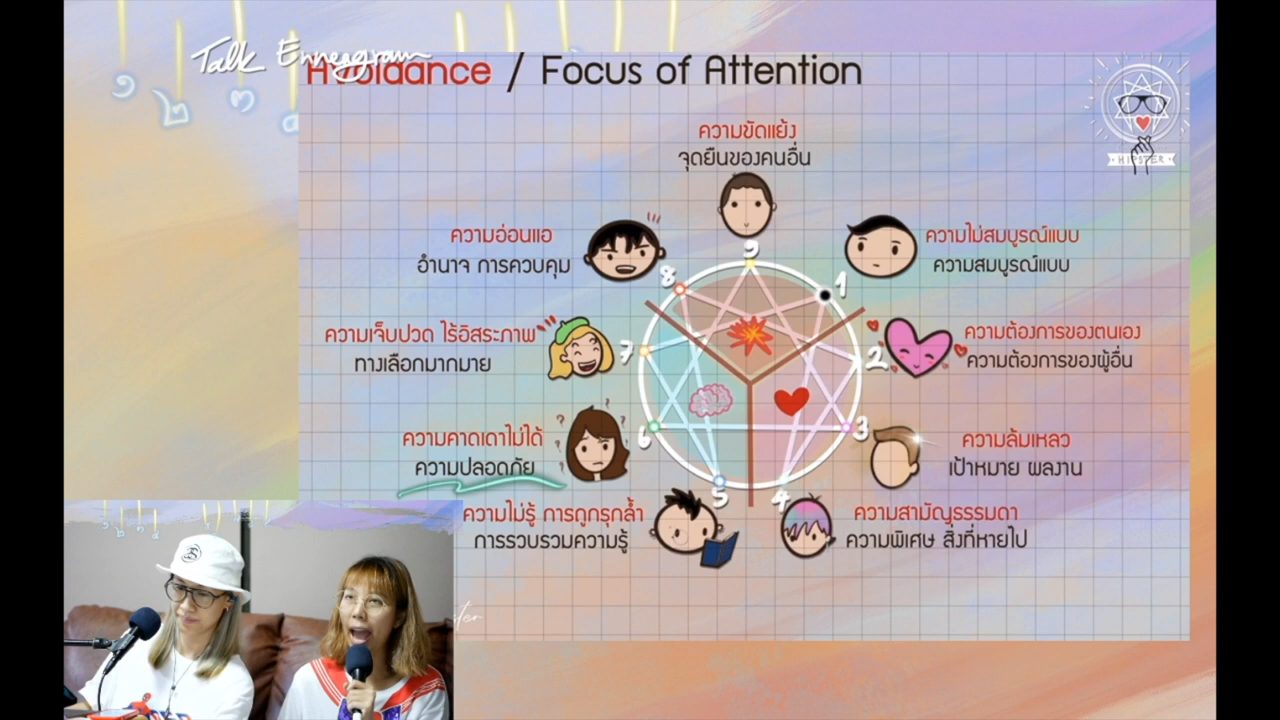 Talk Enneagram
Avoidance / Focus of Attention
HIPSTER
ความขัดแย้ง
จุดยืนของคนอื่น
ความอ่อนแอ
อำนาจ การควบคุม
ความไม่สมบูรณ์แบบ
ความสมบูรณ์แบบ
ความเจ็บปวด ไร้อิสระภาพ
ทางเลือกมากมาย
ความต้องการของตนเอง
ความต้องการของผู้อื่น
ความคาดเดาไม่ได้
ความปลอดภัย
ความล้มเหลว
เป้าหมาย ผลงาน
ความไม่รู้ การถูกรุกล้ำ
การรวบรวมความรู้
ความสามัญธรรมดา
ความพิเศษ สิ่งที่หายไป
๑ ๒ ๓ ๔
9
8
1
7
2
6
3
5
4